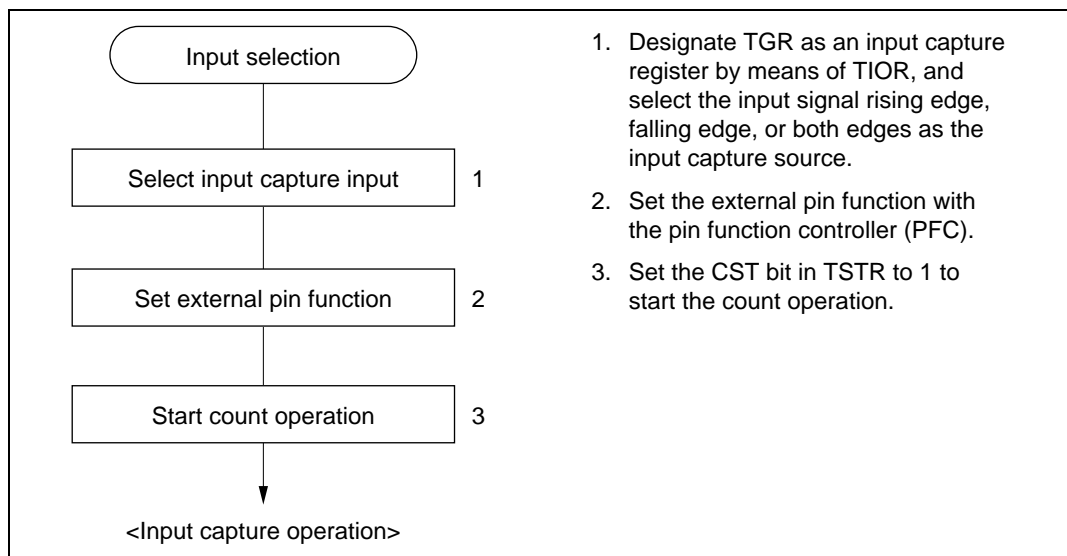 Input selection
Select input capture input 1
Set external pin function 2
Start count operation 3
<Input capture operation>
1. Designate TGR as an input capture
register by means of TIOR, and
select the input signal rising edge,
falling edge, or both edges as the
input capture source.
2. Set the external pin function with
the pin function controller (PFC).
3. Set the CST bit in TSTR to 1 to
start the count operation.